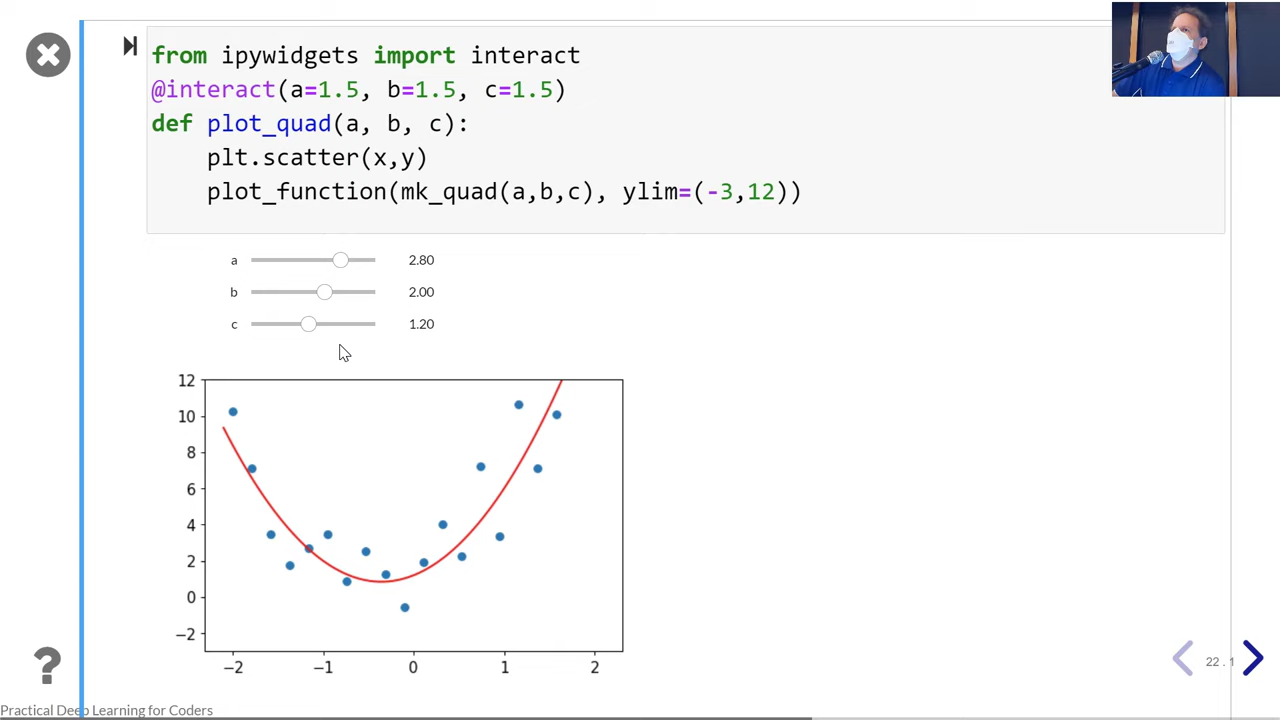 from ipywidgets import interact
@interact(a=1.5, b=1.5, c=1.5)
def plot_quad(a, b, c):
    plt.scatter(x,y)
    plot_function(mk_quad(a,b,c), ylim=(-3,12))
a 2.80
b 2.00
c 1.20
12
10
8
6
4
2
0
−2
−2 −1 0 1 2
?
22 . 1
Practical Deep Learning for Coders